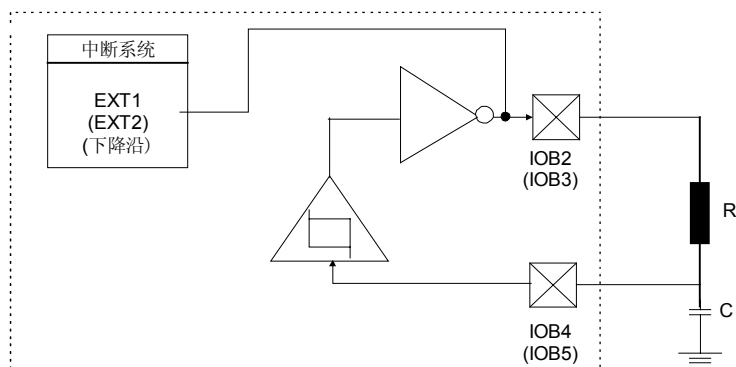 中断系统
EXT1
(EXT2)
(下降沿)
IOB2
(IOB3)
R
IOB4
(IOB5)
C